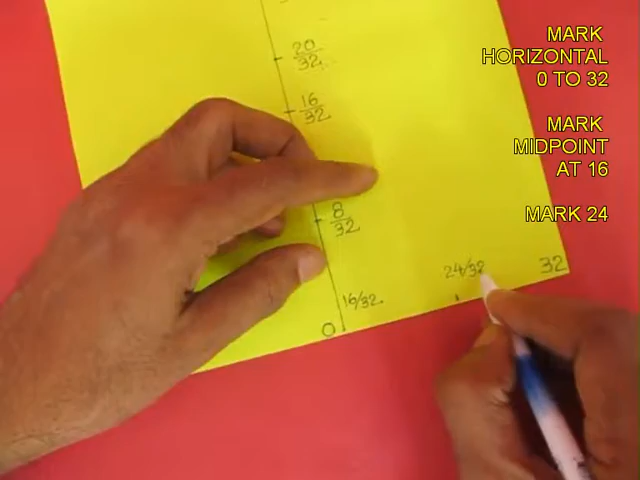 20
32
16
32
8
32
16/32
0
24/32
32
MARK
HORIZONTAL
0 TO 32
MARK
MIDPOINT
AT 16
MARK 24